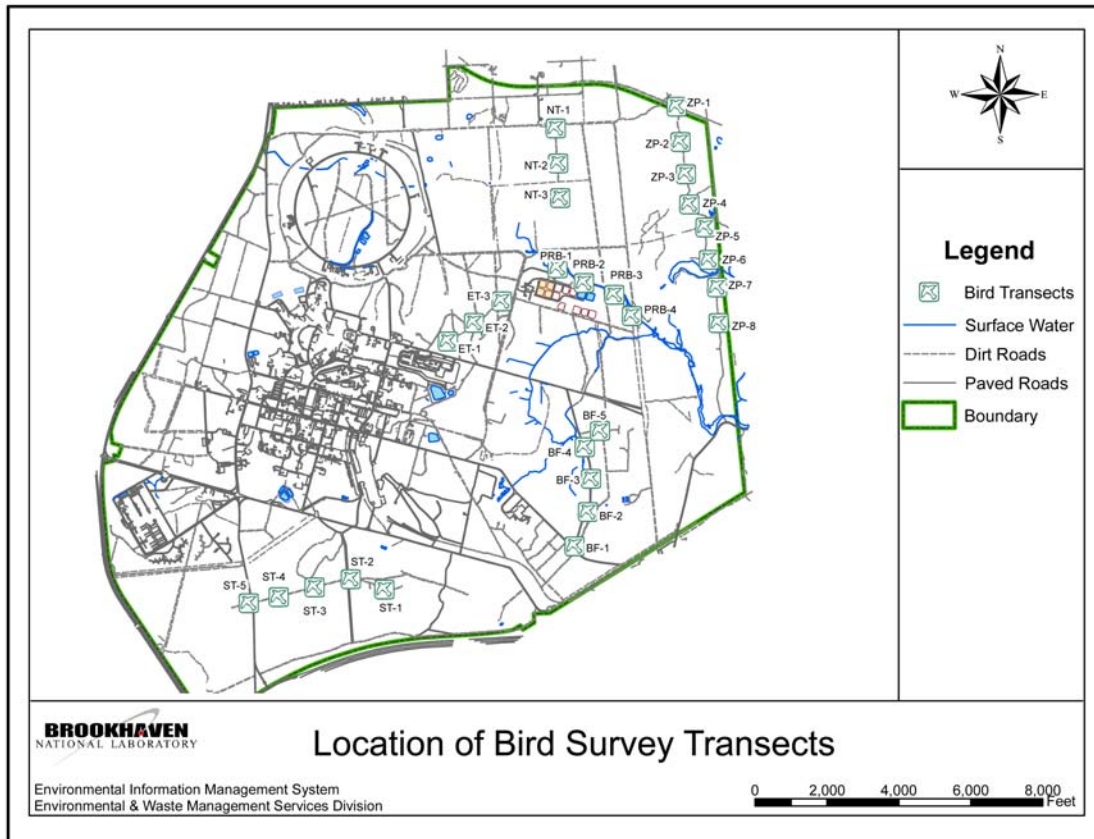 N
W
E
S
NT-1
NT-2
NT-3
ZP-1
ZP-2
ZP-3
ZP-4
ZP-5
ZP-6
ZP-7
ZP-8
PRB-1
PRB-2
PRB-3
PRB-4
ET-3
ET-2
ET-1
BF-5
BF-4
BF-3
BF-2
BF-1
ST-5
ST-4
ST-3
ST-2
ST-1
Legend
Bird Transects
Surface Water
Dirt Roads
Paved Roads
Boundary
BROOKHAVEN
NATIONAL LABORATORY
Location of Bird Survey Transects
Environmental Information Management System
Environmental & Waste Management Services Division
0 2,000 4,000 6,000 8,000
Feet